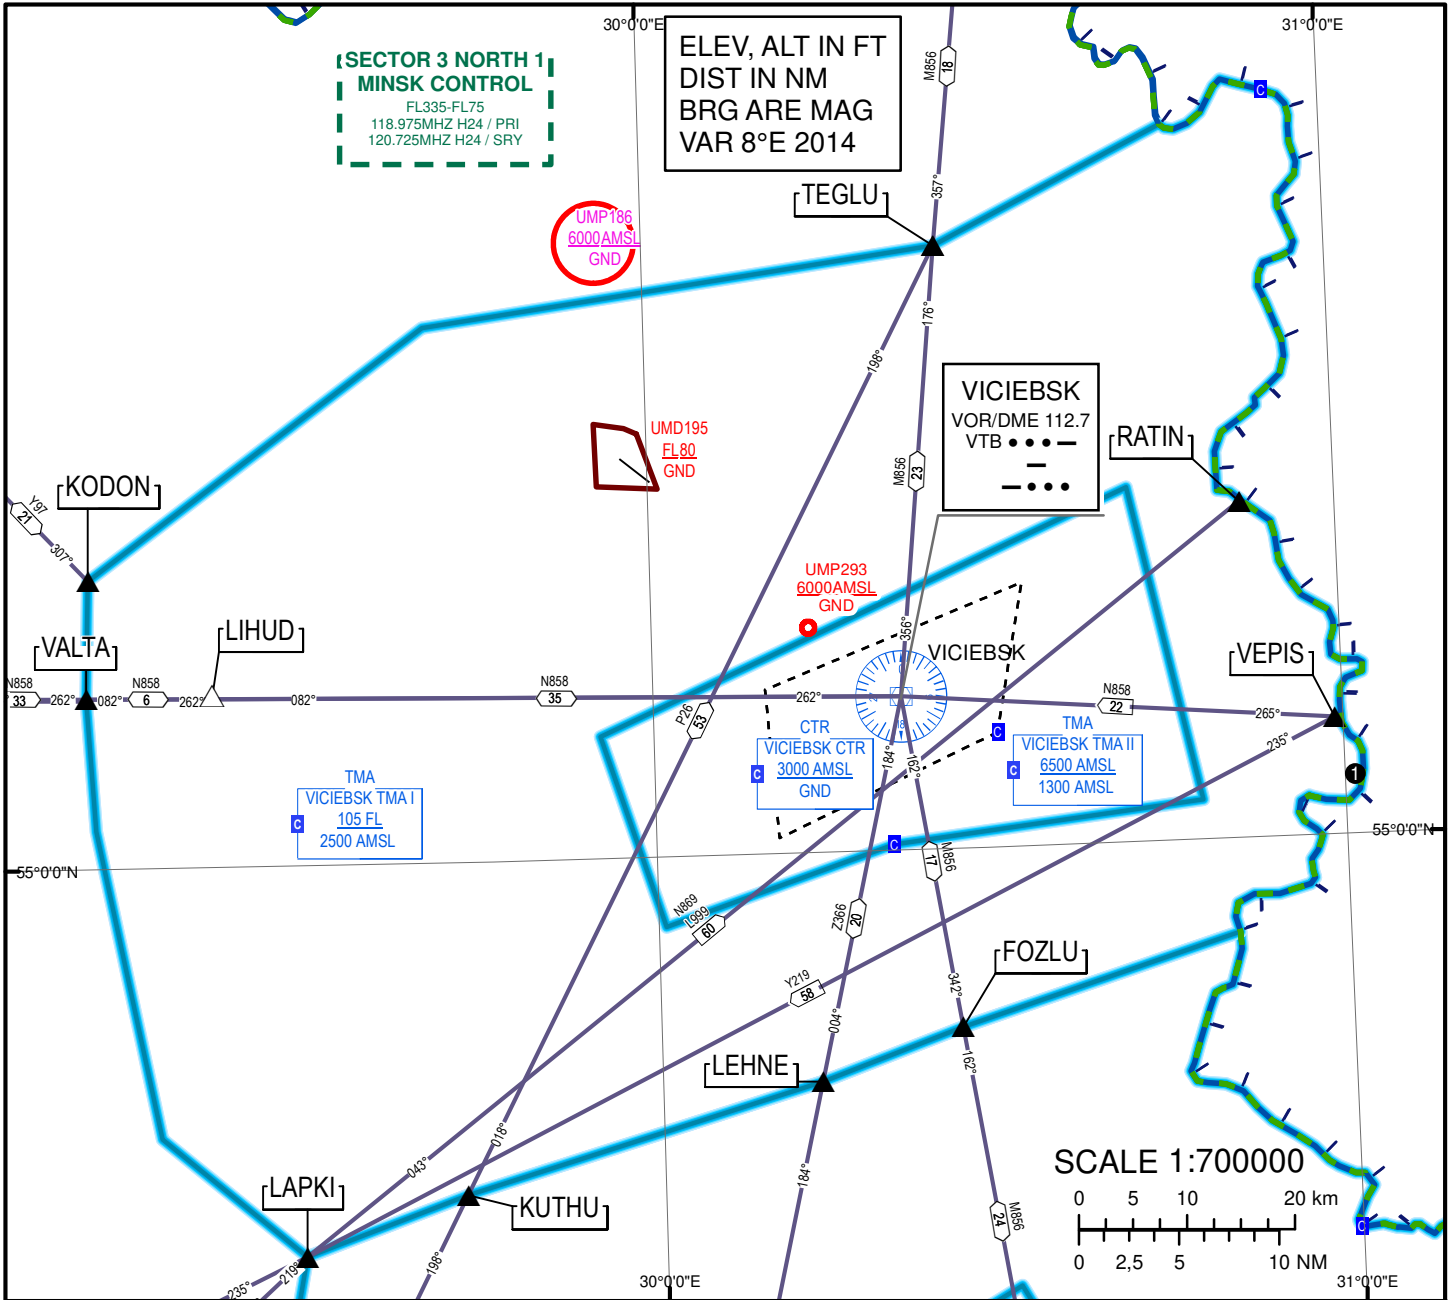 30°0'0"E
31°0'0"E
SECTOR 3 NORTH 1
MINSK CONTROL
FL335-FL75
118.975MHZ H24 / PRI
120.725MHZ H24 / SRY
ELEV, ALT IN FT
DIST IN NM
BRG ARE MAG
VAR 8°E 2014
M856
18
C
357°
TEGLU
UMP186
6000AMSL
GND
176°
198°
VICIEBSK
VOR/DME 112.7
VTB
RATIN
UMD195
FL80
GND
M856
23
KODON
Y97
21
307°
UMP293
6000AMSL
GND
356°
VICIEBSK
VALTA
LIHUD
VEPIS
N858
33
262°
082°
N858
6
262°
082°
N858
35
262°
N858
22
265°
235°
P26
53
CTR
VICIEBSK CTR
3000 AMSL
GND
C
184°
162°
C
TMA
VICIEBSK TMA II
6500 AMSL
1300 AMSL
C
1
TMA
VICIEBSK TMA I
105 FL
2500 AMSL
C
55°0'0"N
55°0'0"N
C
M856
17
N869
L999
60
Z366
20
FOZLU
Y219
58
342°
004°
162°
LEHNE
018°
043°
184°
LAPKI
KUTHU
M856
24
SCALE 1:700000
0 5 10 20 km
0 2,5 5 10 NM
C
235°
219°
198°
30°0'0"E
31°0'0"E